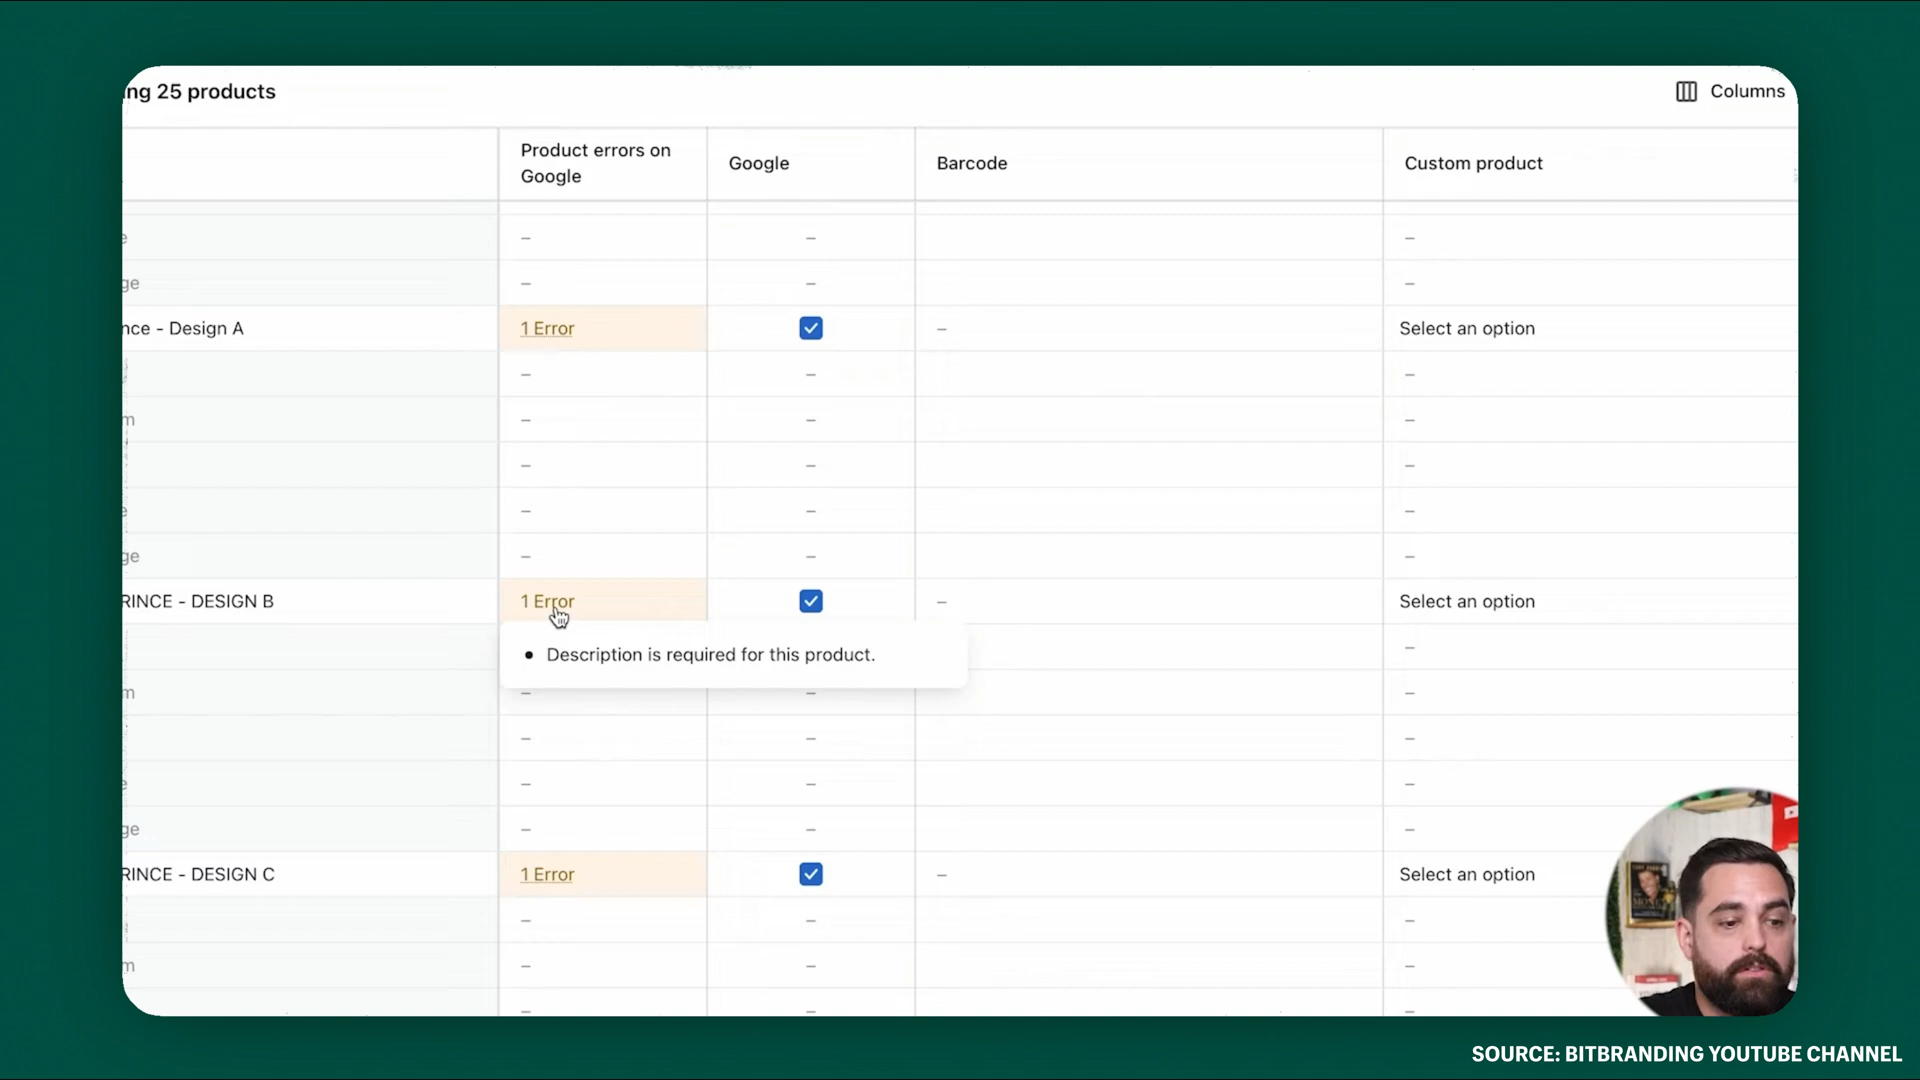 ng 25 products
Columns
Product errors on
Google
Google
Barcode
Custom product
e
–
–
–
ge
–
–
–
nce - Design A
1 Error
–
Select an option
–
–
–
m
–
–
–
–
–
–
e
–
–
–
ge
–
–
–
RINCE - DESIGN B
1 Error
–
Select an option
Description is required for this product.
–
m
–
–
–
–
–
–
e
–
–
–
ge
–
–
–
RINCE - DESIGN C
1 Error
–
Select an option
–
–
–
m
–
–
–
–
–
SOURCE: BITBRANDING YOUTUBE CHANNEL